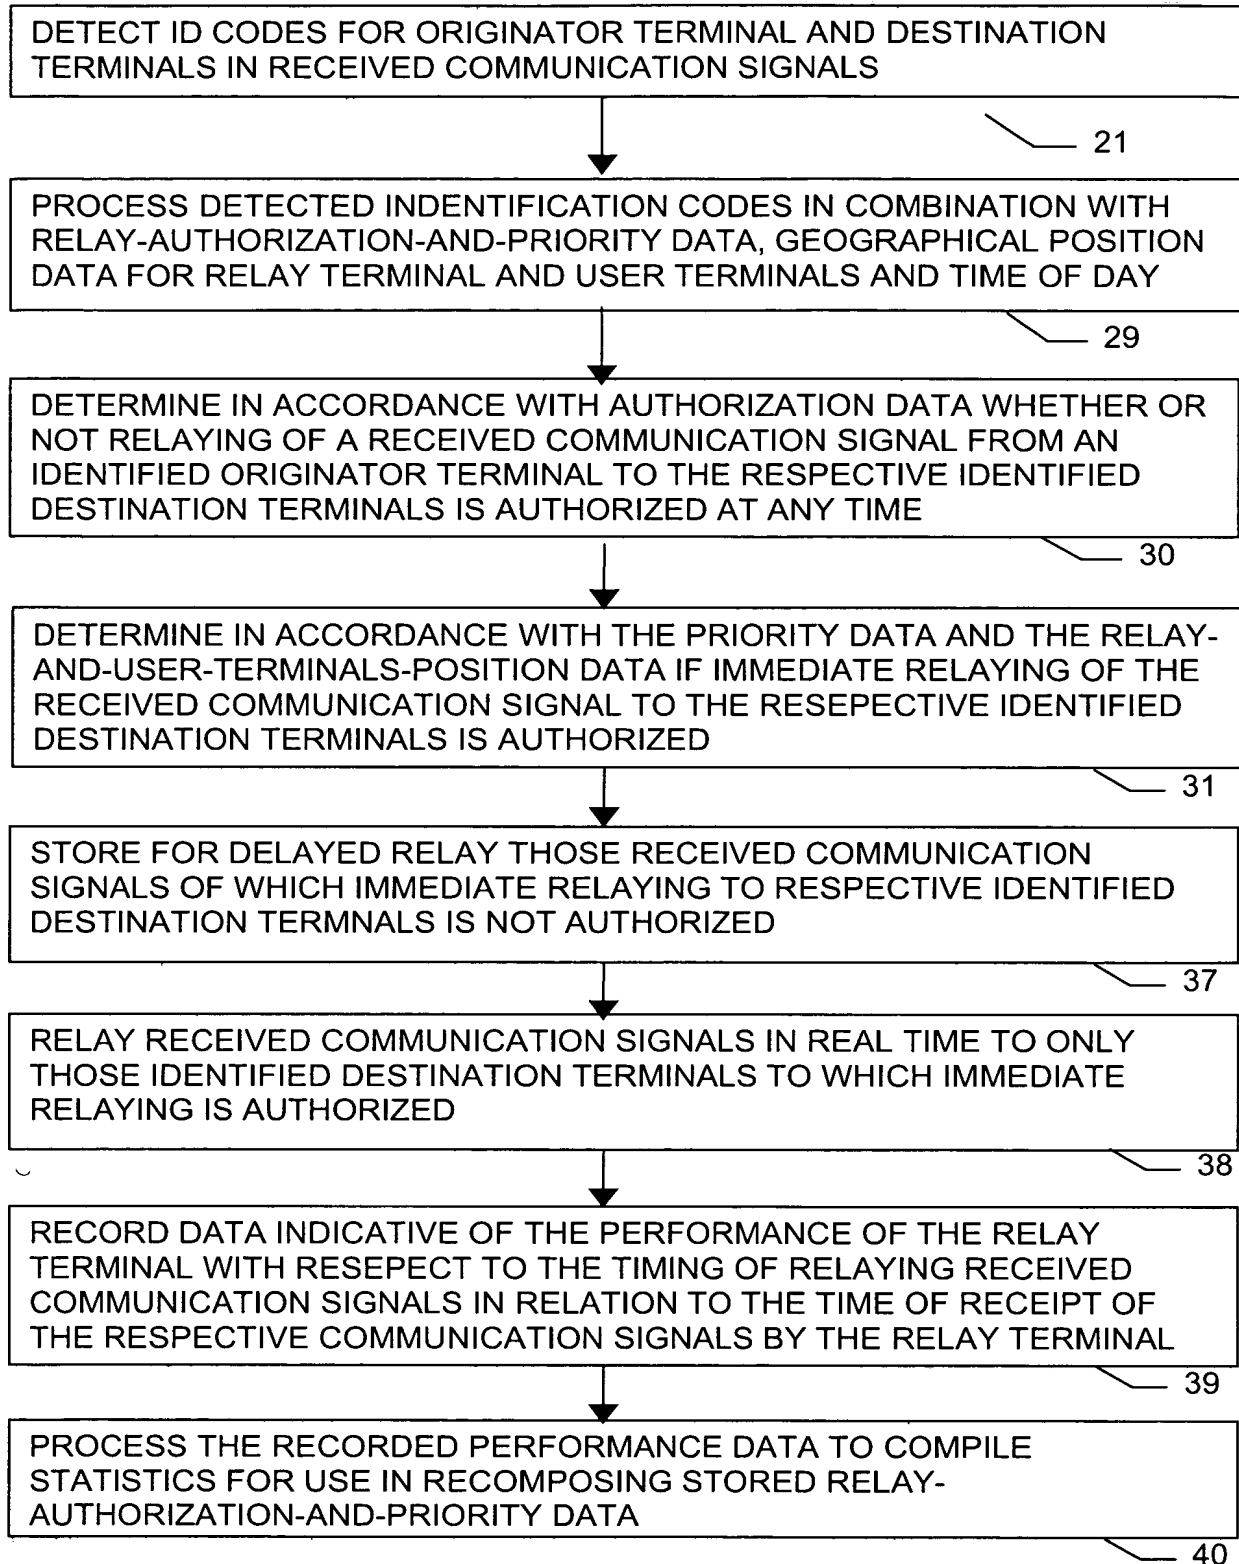 DETECT ID CODES FOR ORIGINATOR TERMINAL AND DESTINATION
TERMINALS IN RECEIVED COMMUNICATION SIGNALS
21
PROCESS DETECTED INDENTIFICATION CODES IN COMBINATION WITH
RELAY-AUTHORIZATION-AND-PRIORITY DATA, GEOGRAPHICAL POSITION
DATA FOR RELAY TERMINAL AND USER TERMINALS AND TIME OF DAY
29
DETERMINE IN ACCORDANCE WITH AUTHORIZATION DATA WHETHER OR
NOT RELAYING OF A RECEIVED COMMUNICATION SIGNAL FROM AN
IDENTIFIED ORIGINATOR TERMINAL TO THE RESPECTIVE IDENTIFIED
DESTINATION TERMINALS IS AUTHORIZED AT ANY TIME
30
DETERMINE IN ACCORDANCE WITH THE PRIORITY DATA AND THE RELAY-
AND-USER-TERMINALS-POSITION DATA IF IMMEDIATE RELAYING OF THE
RECEIVED COMMUNICATION SIGNAL TO THE RESEPECTIVE IDENTIFIED
DESTINATION TERMINALS IS AUTHORIZED
31
STORE FOR DELAYED RELAY THOSE RECEIVED COMMUNICATION
SIGNALS OF WHICH IMMEDIATE RELAYING TO RESPECTIVE IDENTIFIED
DESTINATION TERMNALS IS NOT AUTHORIZED
37
RELAY RECEIVED COMMUNICATION SIGNALS IN REAL TIME TO ONLY
THOSE IDENTIFIED DESTINATION TERMINALS TO WHICH IMMEDIATE
RELAYING IS AUTHORIZED
38
RECORD DATA INDICATIVE OF THE PERFORMANCE OF THE RELAY
TERMINAL WITH RESEPECT TO THE TIMING OF RELAYING RECEIVED
COMMUNICATION SIGNALS IN RELATION TO THE TIME OF RECEIPT OF
THE RESPECTIVE COMMUNICATION SIGNALS BY THE RELAY TERMINAL
39
PROCESS THE RECORDED PERFORMANCE DATA TO COMPILE
STATISTICS FOR USE IN RECOMPOSING STORED RELAY-
AUTHORIZATION-AND-PRIORITY DATA
40